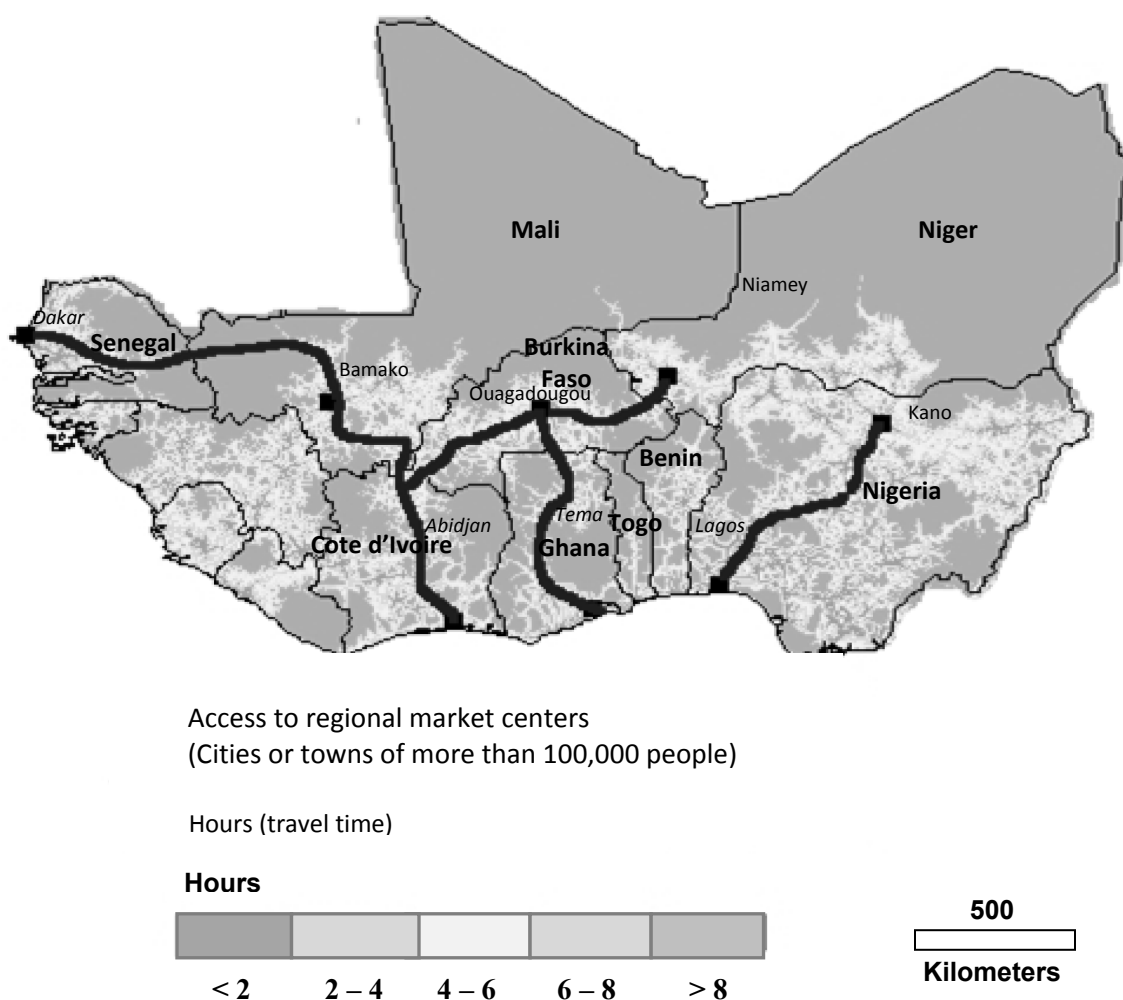 Mali
Niger
Niamey
Dakar
Senegal
Burkina
Faso
Bamako
Ouagadougou
Kano
Benin
Nigeria
Abidjan
Tema
Togo
Lagos
Cote d’Ivoire
Ghana
Access to regional market centers
(Cities or towns of more than 100,000 people)
Hours (travel time)
Hours
500
Kilometers
< 2 2 – 4 4 – 6 6 – 8 > 8